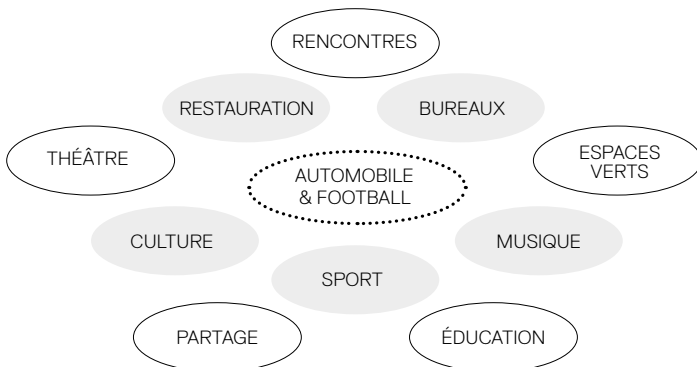 RENCONTRES
RESTAURATION
BUREAUX
THÉÂTRE
AUTOMOBILE
& FOOTBALL
ESPACES
VERTS
CULTURE
MUSIQUE
SPORT
PARTAGE
ÉDUCATION